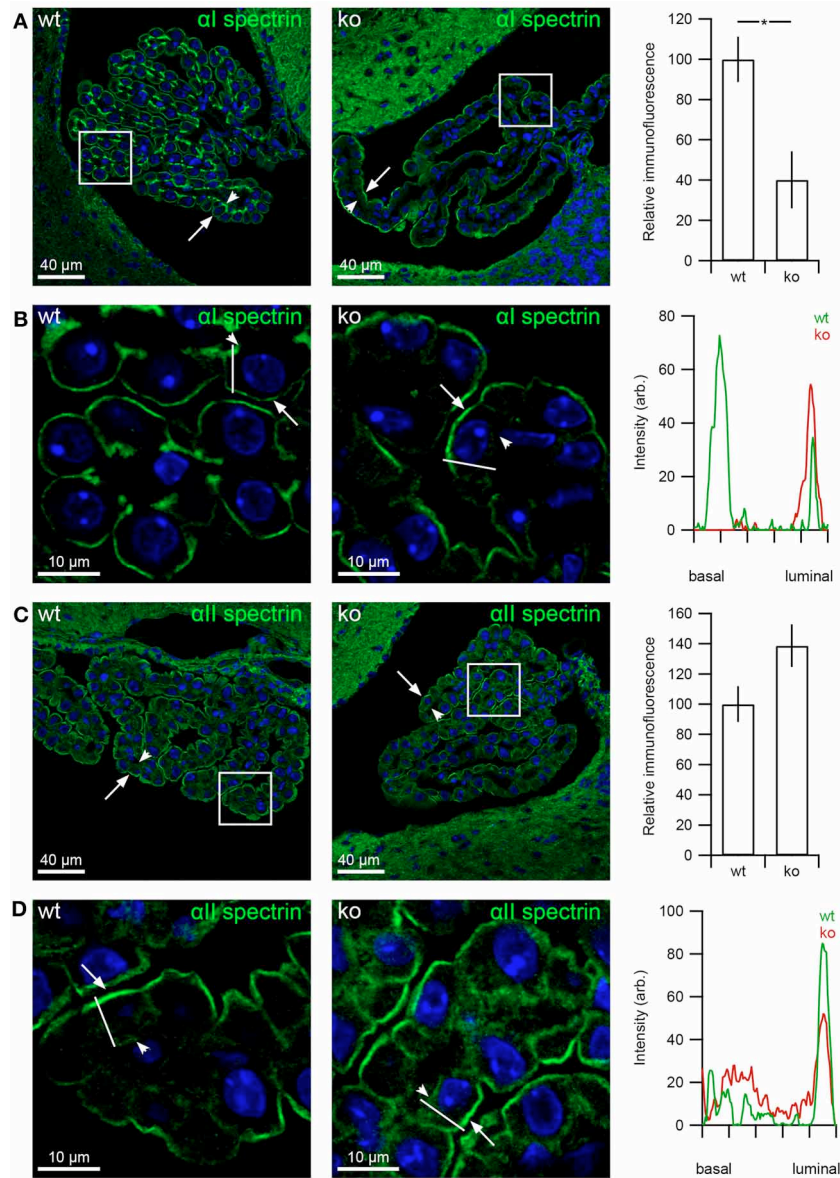 A
wt
αI spectrin
40 µm
ko
αI spectrin
40 µm
Relative immunofluorescence
120
100
80
60
40
20
0
*
wt
ko
B
wt
αI spectrin
10 µm
ko
αI spectrin
10 µm
Intensity (arb.)
80
60
40
20
0
wt
ko
basal
luminal
C
wt
αII spectrin
40 µm
ko
αII spectrin
40 µm
Relative immunofluorescence
160
140
120
100
80
60
40
20
0
wt
ko
D
wt
αII spectrin
10 µm
ko
αII spectrin
10 µm
Intensity (arb.)
100
80
60
40
20
0
wt
ko
basal
luminal